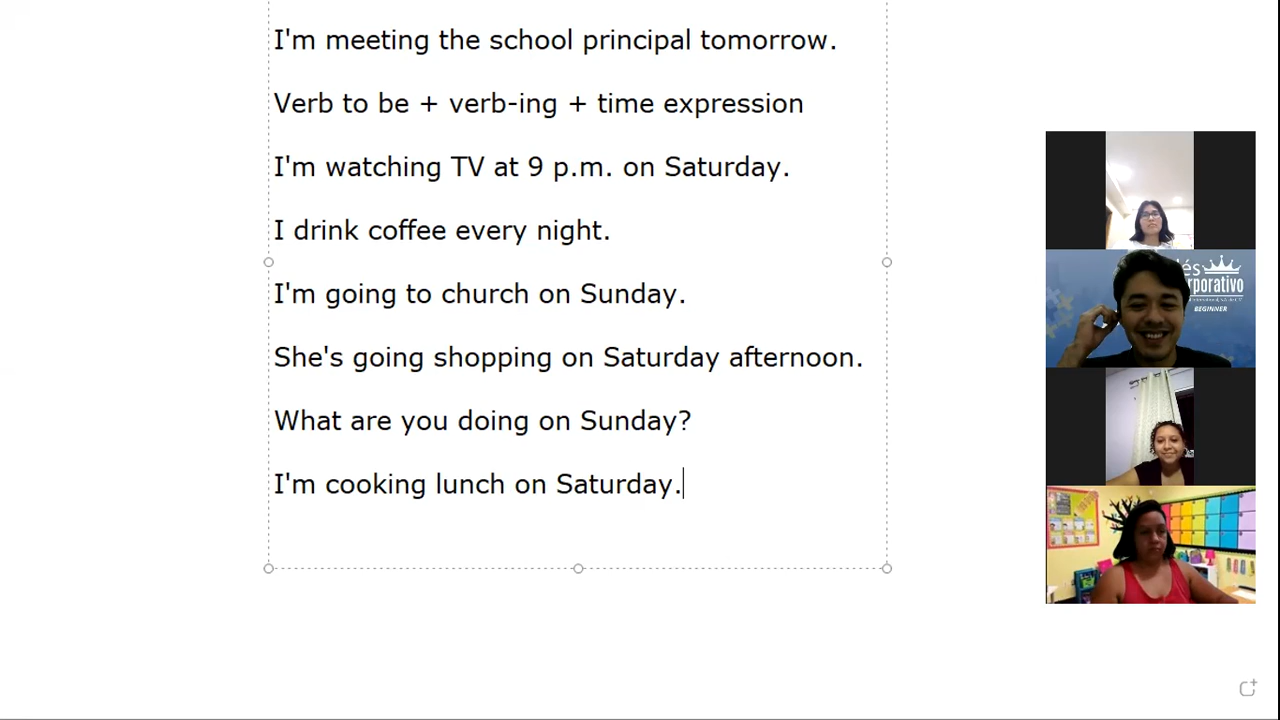 I'm meeting the school principal tomorrow.
Verb to be + verb-ing + time expression
I'm watching TV at 9 p.m. on Saturday.
I drink coffee every night.
I'm going to church on Sunday.
She's going shopping on Saturday afternoon.
What are you doing on Sunday?
I'm cooking lunch on Saturday.
BEGINNER